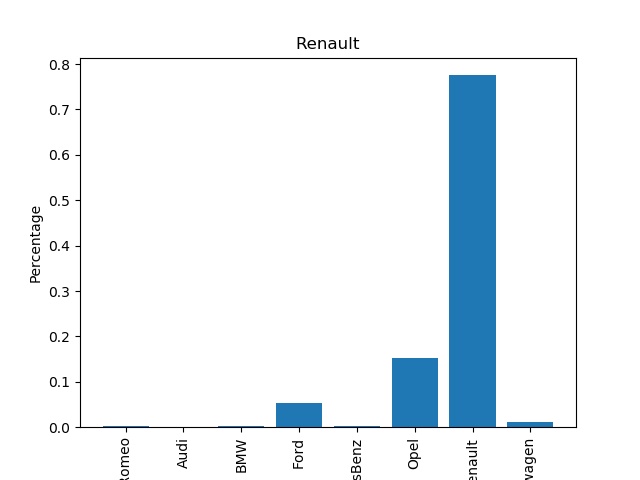 Renault
Percentage
0.8
0.7
0.6
0.5
0.4
0.3
0.2
0.1
0.0
Romeo
Audi
BMW
Ford
sBenz
Opel
enault
wagen